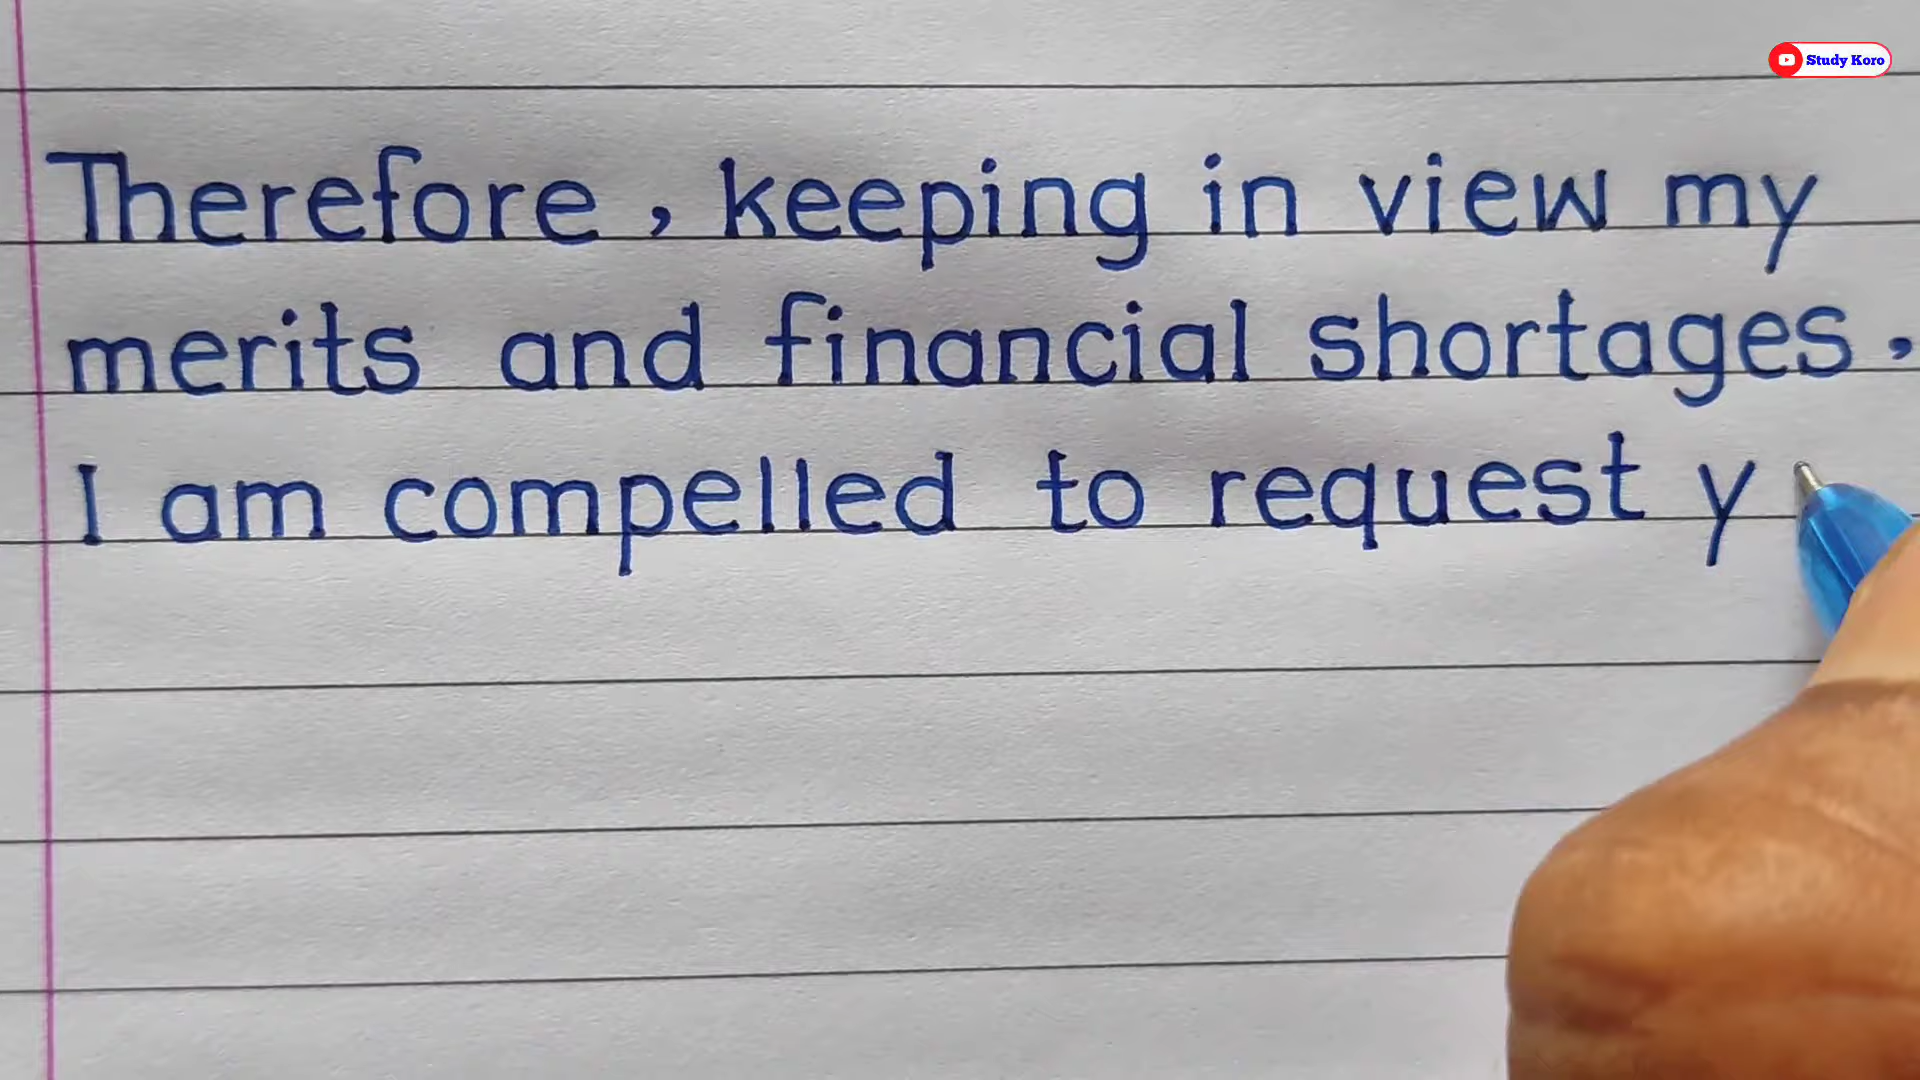 Study Koro
Therefore, keeping in view my
merits and financial shortages,
I am compelled to request y